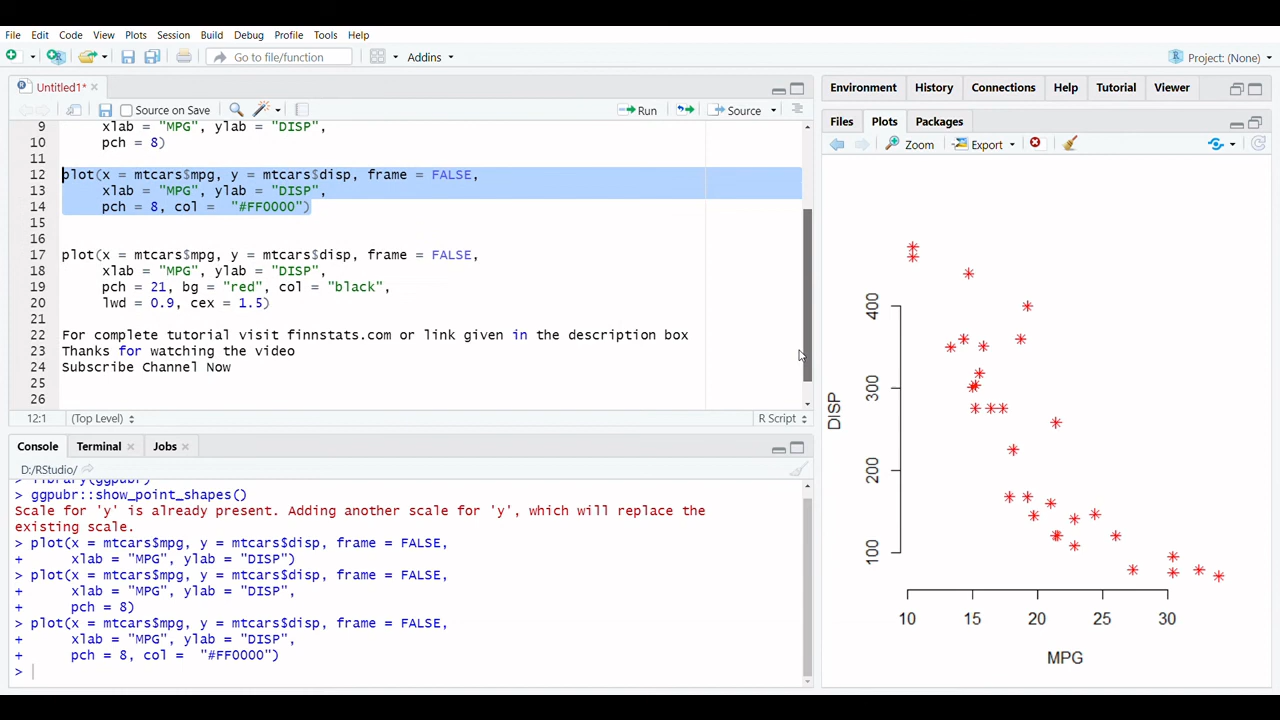 File Edit Code View Plots Session Build Debug Profile Tools Help
Go to file/function Addins Project: (None)
Untitled1*
Source on Save Run Source
9 xlab = "MPG", ylab = "DISP",
10 pch = 8)
11
12 plot(x = mtcars$mpg, y = mtcars$disp, frame = FALSE,
13 xlab = "MPG", ylab = "DISP",
14 pch = 8, col =  "#FF0000")
15
16
17 plot(x = mtcars$mpg, y = mtcars$disp, frame = FALSE,
18 xlab = "MPG", ylab = "DISP",
19 pch = 21, bg = "red", col = "black",
20 lwd = 0.9, cex = 1.5)
21
22 For complete tutorial visit finnstats.com or link given in the description box
23 Thanks for watching the video
24 Subscribe Channel Now
25
26
12:1 (Top Level) R Script
Console Terminal Jobs
D:/RStudio/
> library(ggpubr)
> ggpubr::show_point_shapes()
Scale for 'y' is already present. Adding another scale for 'y', which will replace the
existing scale.
> plot(x = mtcars$mpg, y = mtcars$disp, frame = FALSE,
+ xlab = "MPG", ylab = "DISP")
> plot(x = mtcars$mpg, y = mtcars$disp, frame = FALSE,
+ xlab = "MPG", ylab = "DISP",
+ pch = 8)
> plot(x = mtcars$mpg, y = mtcars$disp, frame = FALSE,
+ xlab = "MPG", ylab = "DISP",
+ pch = 8, col =  "#FF0000")
>
Environment History Connections Help Tutorial Viewer
Files Plots Packages
Zoom Export
DISP
400
300
200
100
10 15 20 25 30
MPG